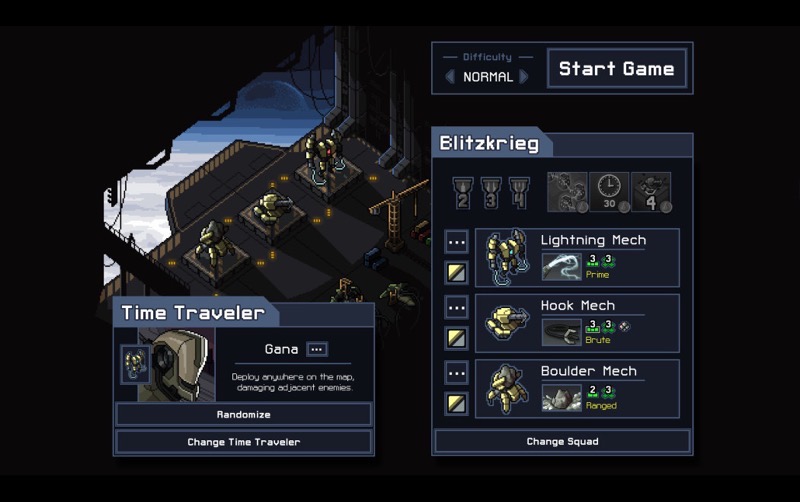 Difficulty
NORMAL
Start Game
Blitzkrieg
2 3 4
30
4
Lightning Mech
3 3
Prime
Hook Mech
3 3
Brute
Boulder Mech
2 3
Ranged
Change Squad
Time Traveler
Gana
Deploy anywhere on the map,
damaging adjacent enemies.
Randomize
Change Time Traveler